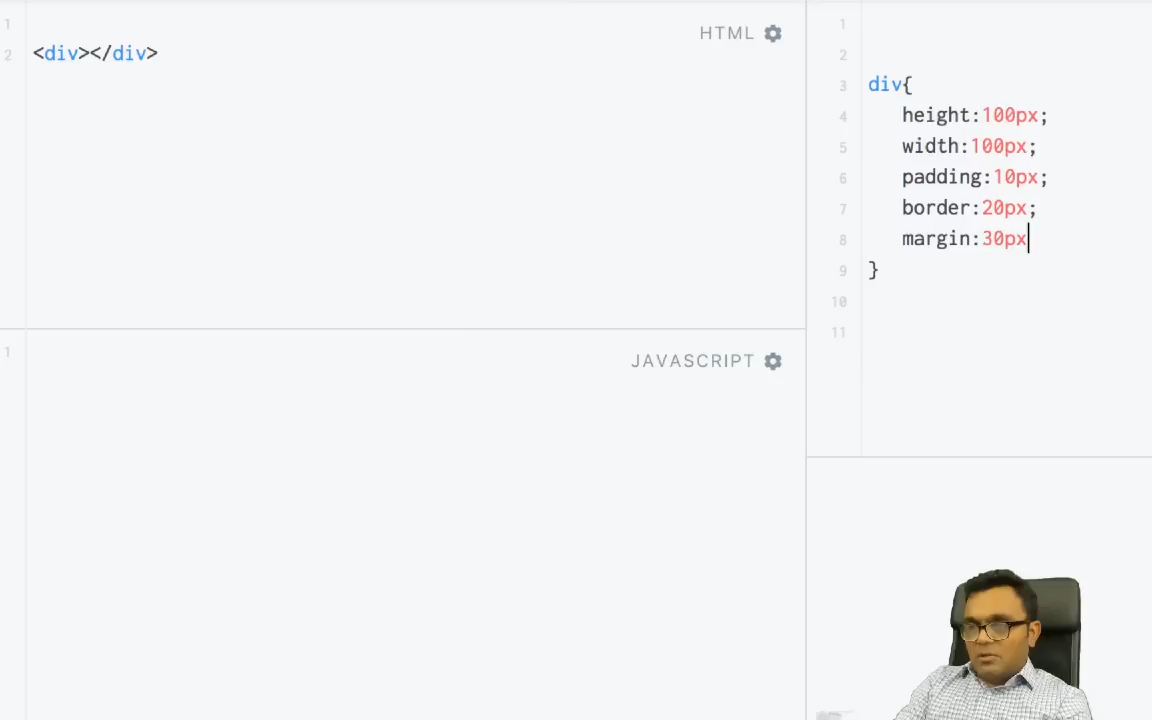 1
HTML
2 <div></div>
1
JAVASCRIPT
1
2
3 div{
4 height:100px;
5 width:100px;
6 padding:10px;
7 border:20px;
8 margin:30px
9 }
10
11